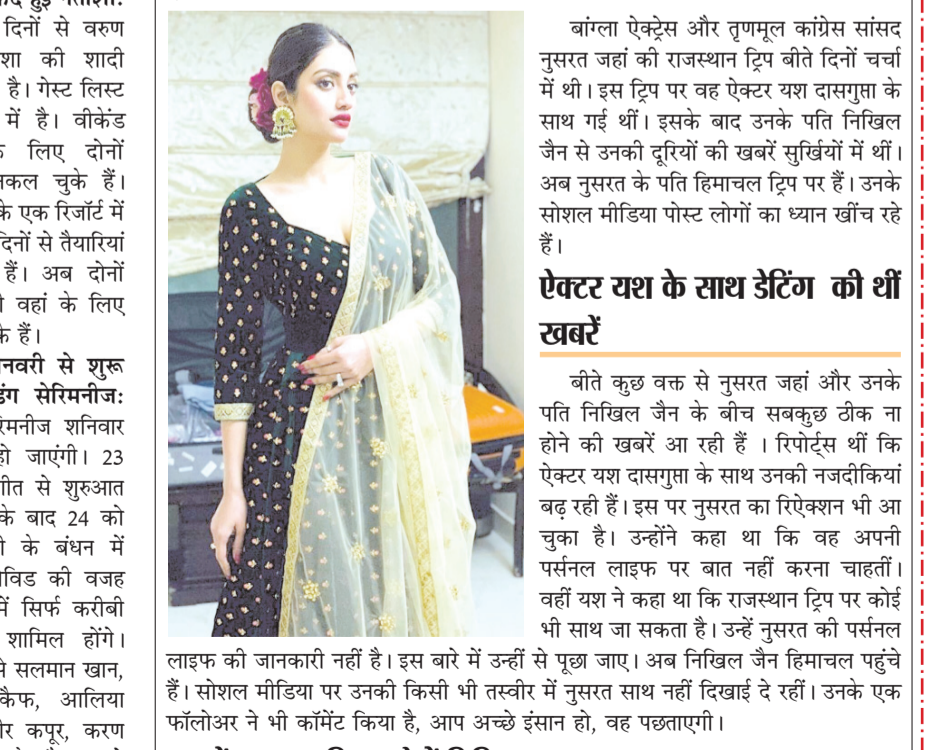 दिनों से वरुण
शा की शादी
है। गेस्ट लिस्ट
में है। वीकेंड
लिए दोनों
चुके हैं।
के एक रिजॉर्ट में
दिनों से तैयारियां
हैं। अब दोनों
वहां के लिए
के हैं।
से शुरू
सेरिमनीज:
शनिवार
हो जाएंगी। 23
से शुरुआत
के बाद 24 को
के बंधन में
की वजह
में सिर्फ करीबी
शामिल होंगे।
सलमान खान,
कैफ, आलिया
कपूर, करण
बांग्ला ऐक्ट्रेस और तृणमूल कांग्रेस सांसद
नुसरत जहां की राजस्थान ट्रिप बीते दिनों चर्चा
में थी। इस ट्रिप पर वह ऐक्टर यश दासगुप्ता के
साथ गई थीं। इसके बाद उनके पति निखिल
जैन से उनकी दूरियों की खबरें सुर्खियों में थीं।
अब नुसरत के पति हिमाचल ट्रिप पर हैं। उनके
सोशल मीडिया पोस्ट लोगों का ध्यान खींच रहे
हैं।
ऐक्टर यश के साथ डेटिंग की थीं
खबरें
बीते कुछ वक्त से नुसरत जहां और उनके
पति निखिल जैन के बीच सबकुछ ठीक ना
होने की खबरें आ रही हैं । रिपोर्ट्स थीं कि
ऐक्टर यश दासगुप्ता के साथ उनकी नजदीकियां
बढ़ रही हैं। इस पर नुसरत का रिऐक्शन भी आ
चुका है। उन्होंने कहा था कि वह अपनी
पर्सनल लाइफ पर बात नहीं करना चाहतीं।
वहीं यश ने कहा था कि राजस्थान ट्रिप पर कोई
भी साथ जा सकता है। उन्हें नुसरत की पर्सनल
लाइफ की जानकारी नहीं है। इस बारे में उन्हीं से पूछा जाए। अब निखिल जैन हिमाचल पहुंचे
हैं। सोशल मीडिया पर उनकी किसी भी तस्वीर में नुसरत साथ नहीं दिखाई दे रहीं। उनके एक
फॉलोअर ने भी कॉमेंट किया है, आप अच्छे इंसान हो, वह पछताएगी।